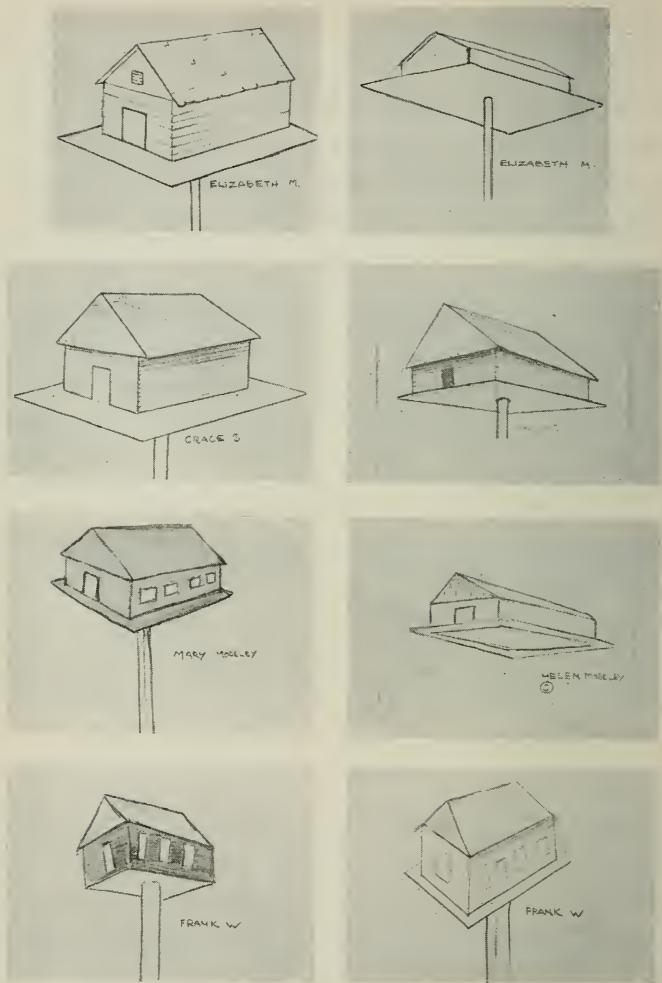 ELIZABETH M.
ELIZABETH M.
GRACE S
MARY MOSELEY
HELEN MOSELEY
FRANK W
FRANK W